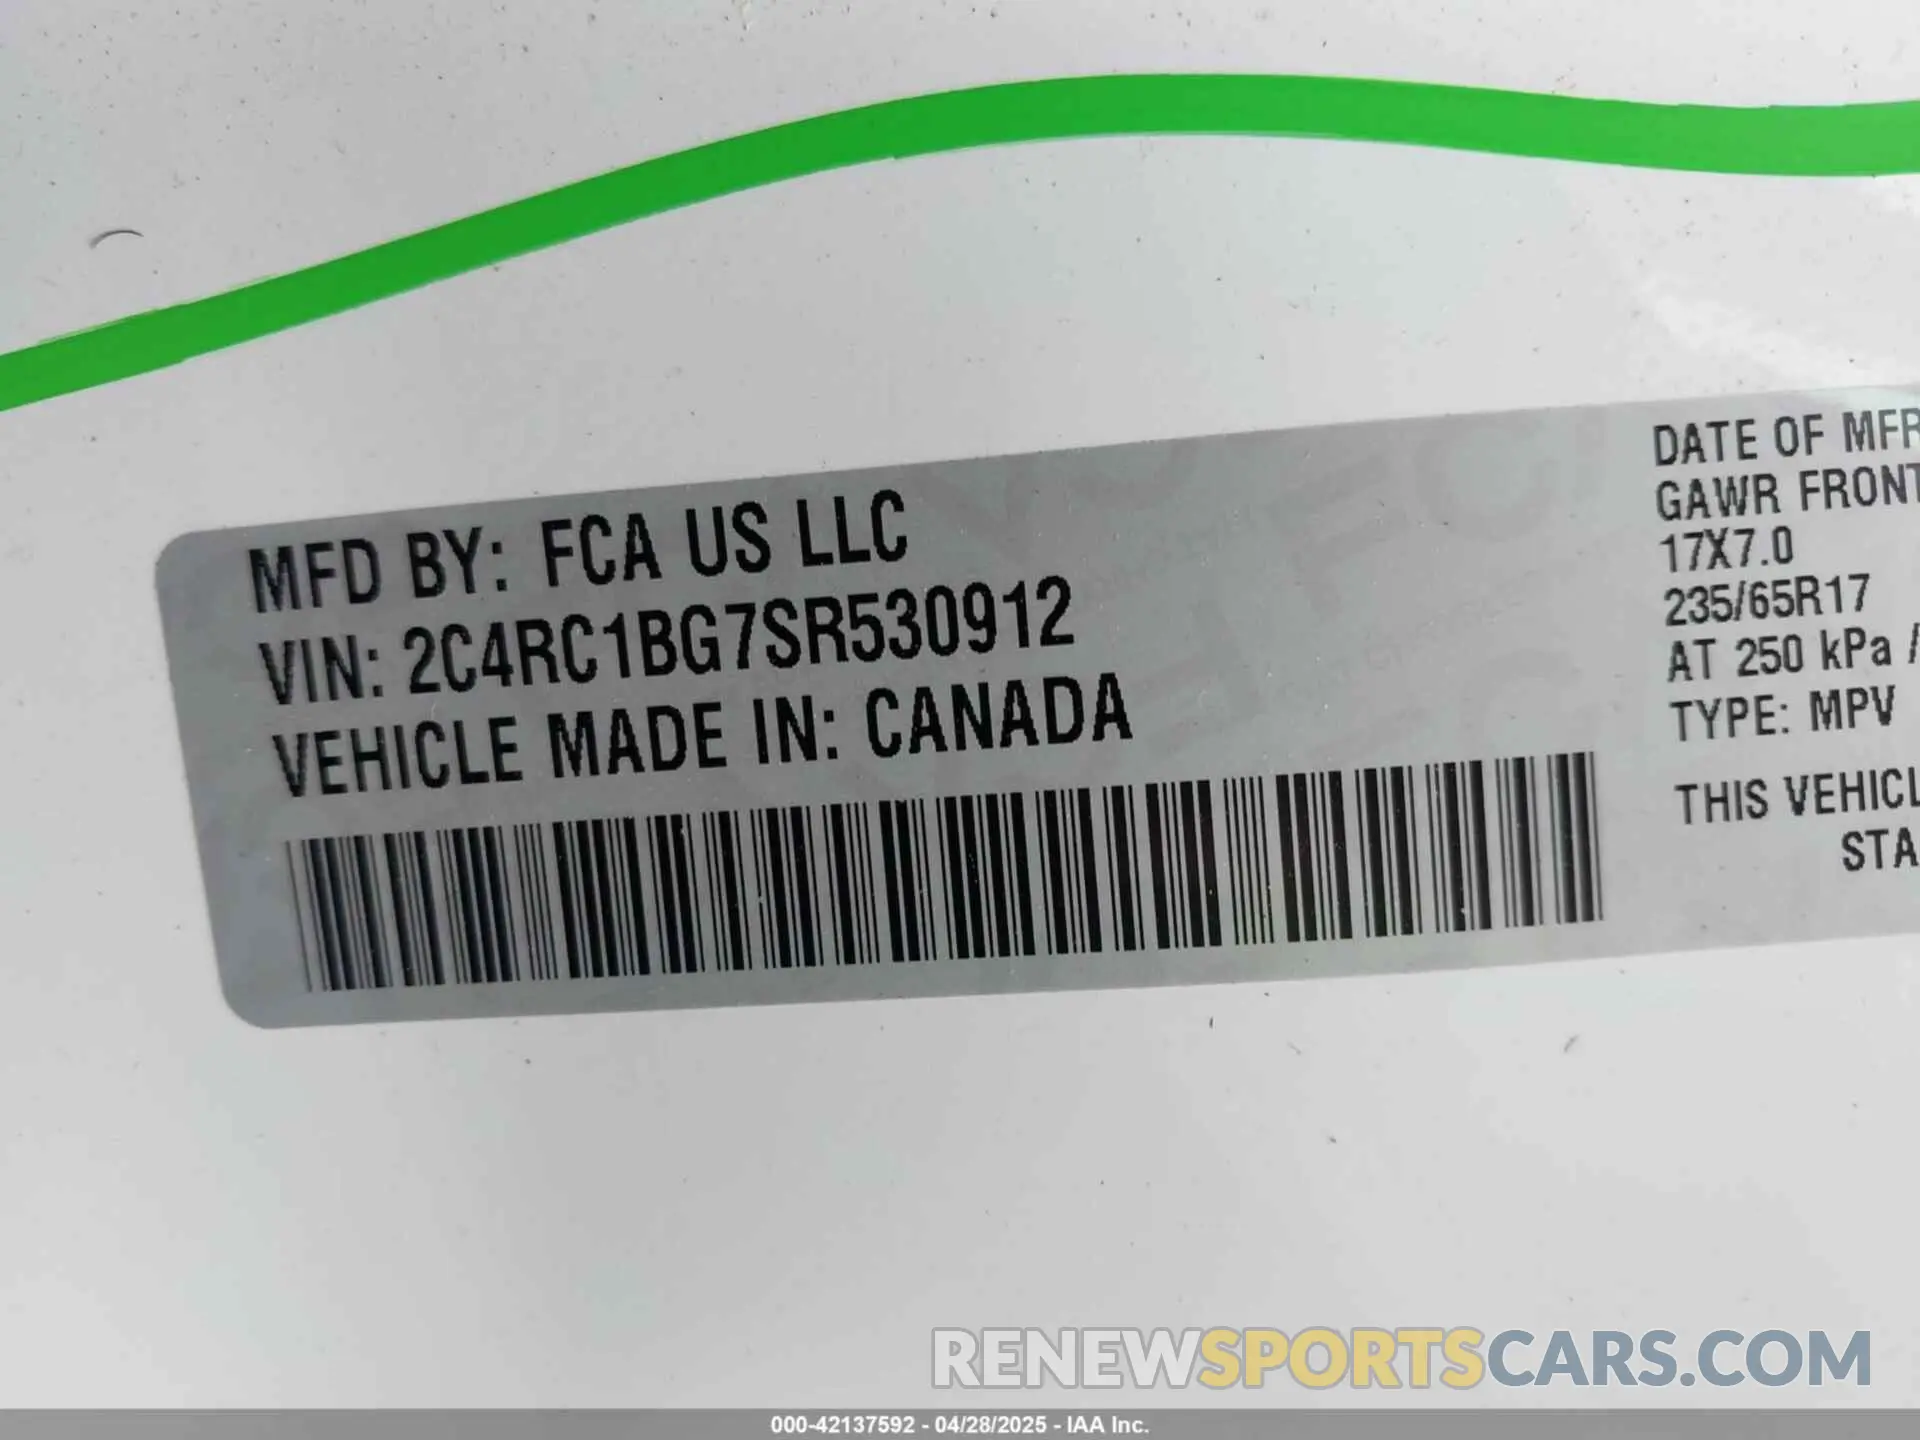 MFD BY: FCA US LLC
VIN: 2C4RC1BG7SR530912
VEHICLE MADE IN: CANADA
DATE OF MFR
GAWR FRONT
17X7.0
235/65R17
AT 250 kPa /
TYPE: MPV
THIS VEHICL
STA
RENEWSPORTSCARS.COM
000-42137592 - 04/28/2025 - IAA Inc.